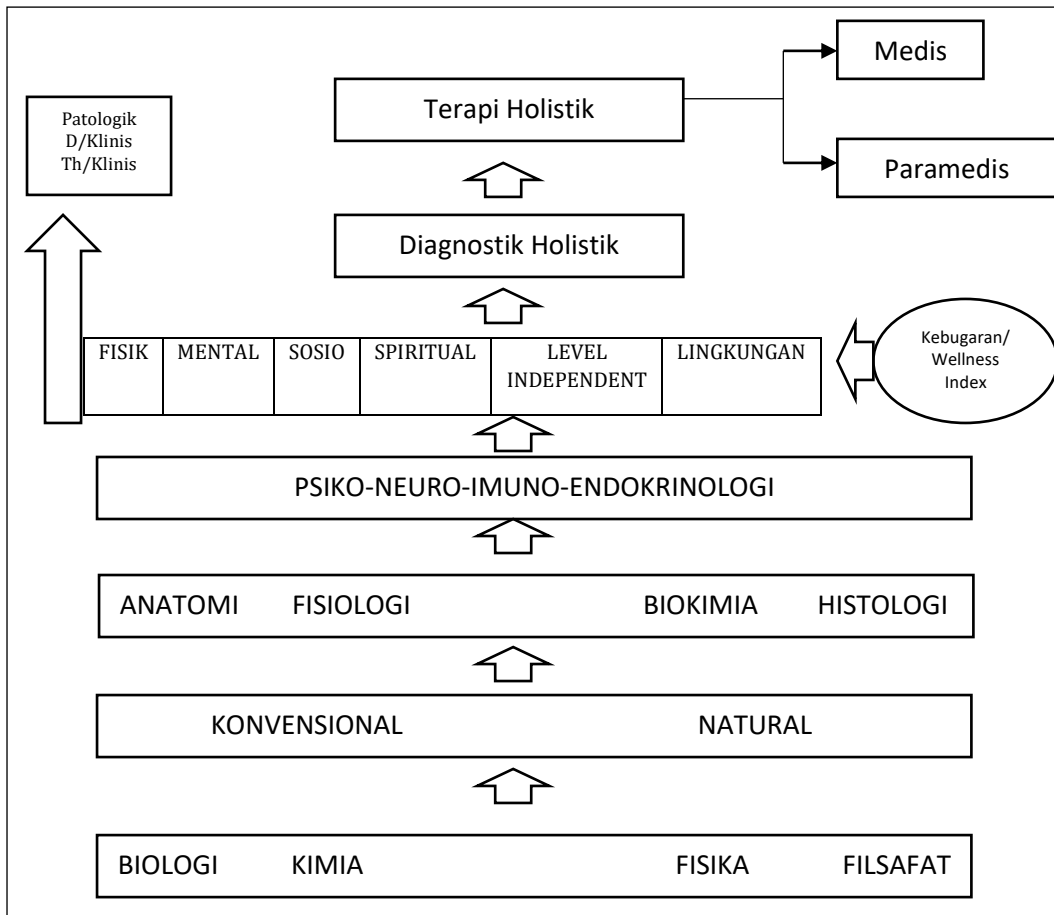 Medis
Terapi Holistik
Patologik
D/Klinis
Th/Klinis
Paramedis
Diagnostik Holistik
Kebugaran/
Wellness
Index
FISIK MENTAL SOSIO SPIRITUAL LEVEL INDEPENDENT LINGKUNGAN
PSIKO-NEURO-IMUNO-ENDOKRINOLOGI
ANATOMI FISIOLOGI BIOKIMIA HISTOLOGI
KONVENSIONAL NATURAL
BIOLOGI KIMIA FISIKA FILSAFAT